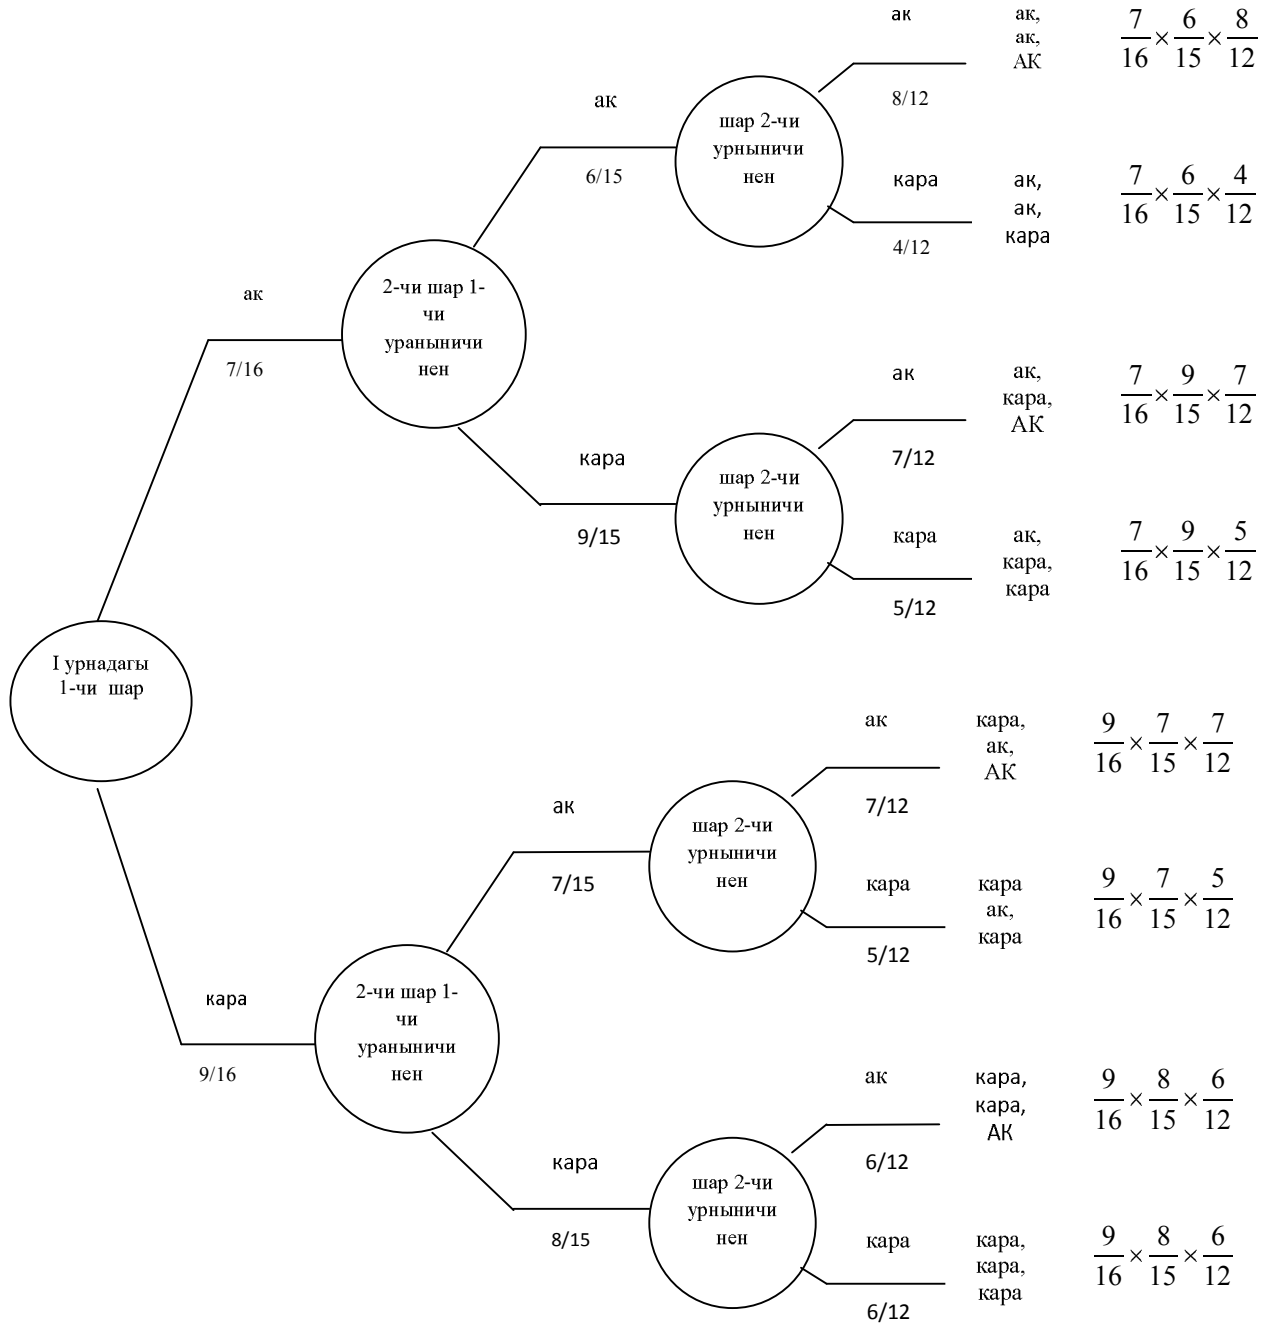 ак
ак,
ак,
АК
7/16 × 6/15 × 8/12
8/12
ак
6/15
шар 2-чи
урныничи
нен
кара
ак,
ак,
кара
7/16 × 6/15 × 4/12
4/12
ак
7/16
2-чи шар 1-
чи
ураныничи
нен
ак
ак,
кара,
АК
7/16 × 9/15 × 7/12
7/12
кара
9/15
шар 2-чи
урныничи
нен
кара
ак,
кара,
кара
7/16 × 9/15 × 5/12
5/12
I урнадагы
1-чи шар
ак
кара,
ак,
АК
9/16 × 7/15 × 7/12
7/12
ак
7/15
шар 2-чи
урныничи
нен
кара
кара
ак,
кара
9/16 × 7/15 × 5/12
5/12
кара
9/16
2-чи шар 1-
чи
ураныничи
нен
ак
кара,
кара,
АК
9/16 × 8/15 × 6/12
6/12
кара
8/15
шар 2-чи
урныничи
нен
кара
кара,
кара,
кара
9/16 × 8/15 × 6/12
6/12